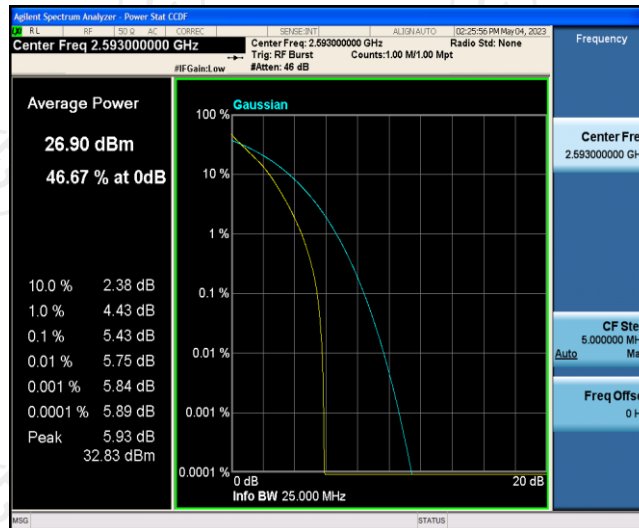 Agilent Spectrum Analyzer - Power Stat CCDF
RL RF 50 Ω AC CORREC SENSE:INT ALIGNAUTO 02:25:56 PM May 04, 2023
Center Freq 2.593000000 GHz
Center Freq: 2.593000000 GHz Radio Std: None
Trig: RF Burst Counts:1.00 M/1.00 Mpt
#IFGain:Low #Atten: 46 dB
Frequency
Average Power
26.90 dBm
46.67 % at 0dB
10.0 % 2.38 dB
1.0 % 4.43 dB
0.1 % 5.43 dB
0.01 % 5.75 dB
0.001 % 5.84 dB
0.0001 % 5.89 dB
Peak 5.93 dB
32.83 dBm
Gaussian
100 %
10 %
1 %
0.1 %
0.01 %
0.001 %
0.0001 %
0 dB 20 dB
Info BW 25.000 MHz
Center Fre
2.593000000 GH
CF Ste
5.000000 MH
Auto Ma
Freq Offse
0 H
MSG STATUS